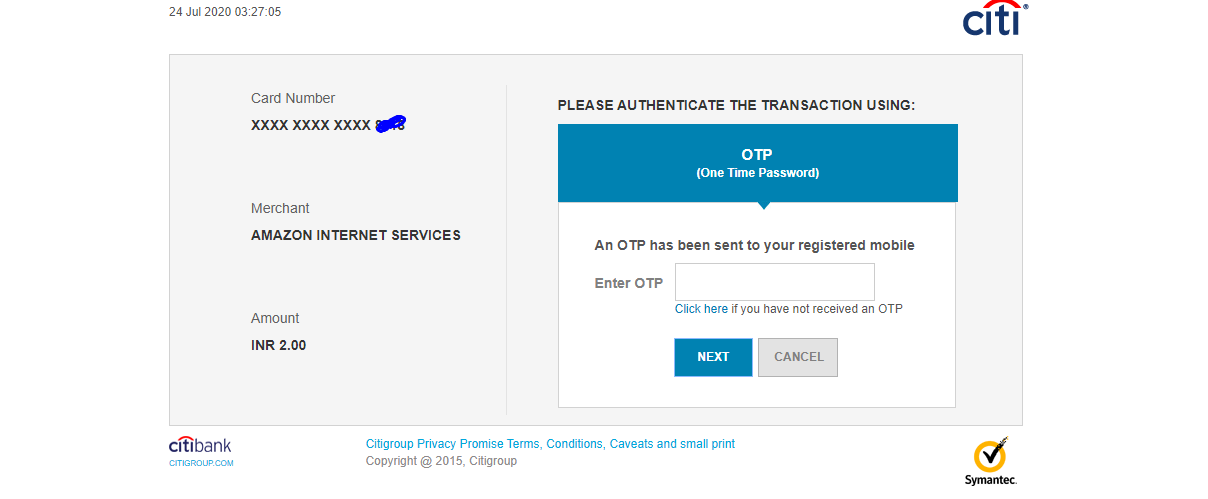 24 Jul 2020 03:27:05
citi®
Card Number
XXXX XXXX XXXX
Merchant
AMAZON INTERNET SERVICES
Amount
INR 2.00
PLEASE AUTHENTICATE THE TRANSACTION USING:
OTP
(One Time Password)
An OTP has been sent to your registered mobile
Enter OTP
Click here if you have not received an OTP
NEXT
CANCEL
citibank
CITIGROUP.COM
Citigroup Privacy Promise Terms, Conditions, Caveats and small print
Copyright @ 2015, Citigroup
Symantec.